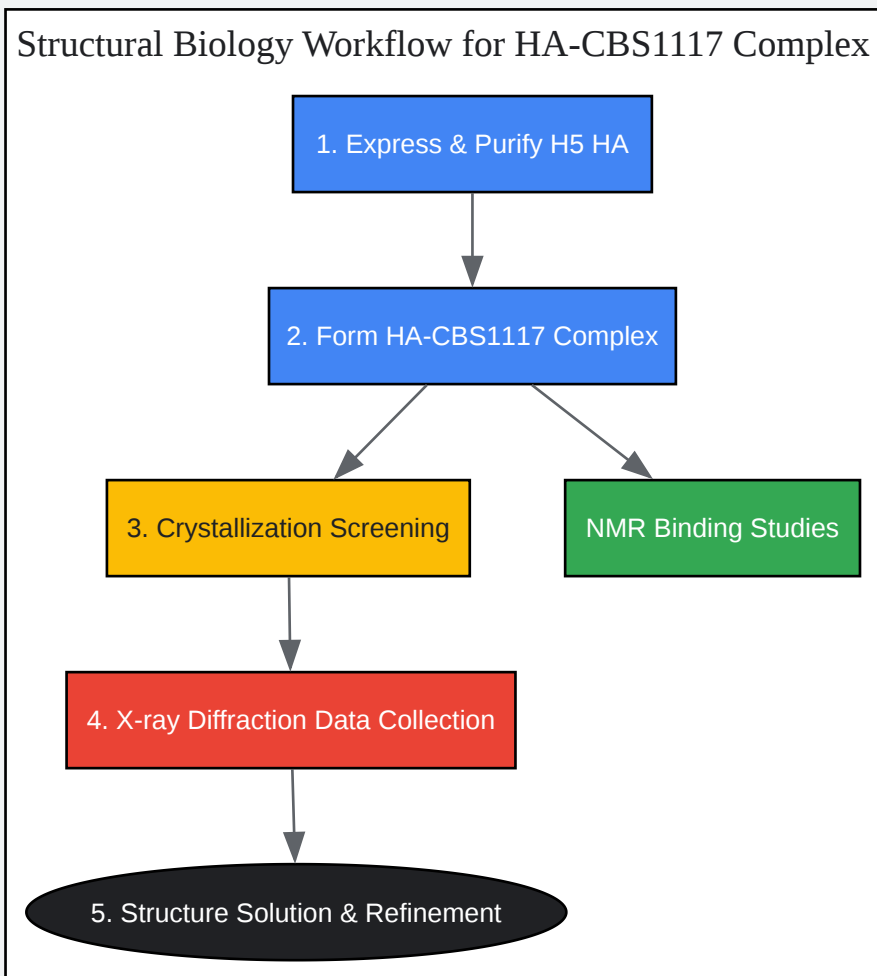 Structural Biology Workflow for HA-CBS1117 Complex
1. Express & Purify H5 HA
2. Form HA-CBS1117 Complex
3. Crystallization Screening
NMR Binding Studies
4. X-ray Diffraction Data Collection
5. Structure Solution & Refinement